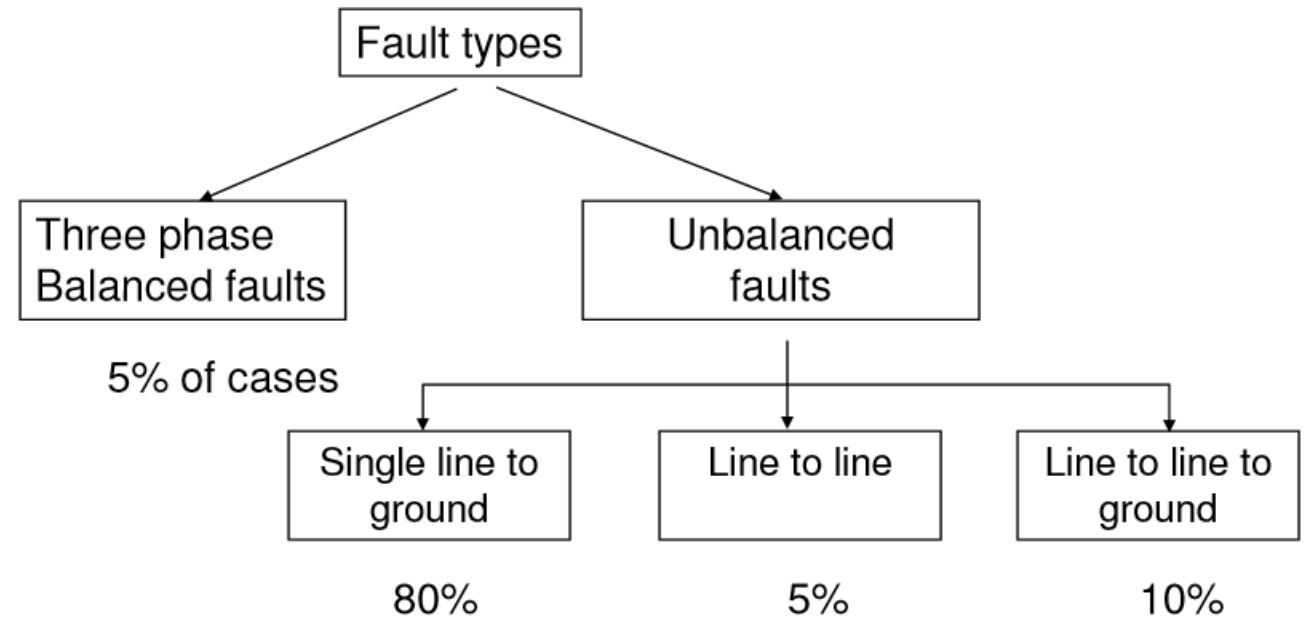 Fault types
Three phase
Balanced faults
Unbalanced
faults
5% of cases
Single line to
ground
Line to line
Line to line to
ground
80%
5%
10%